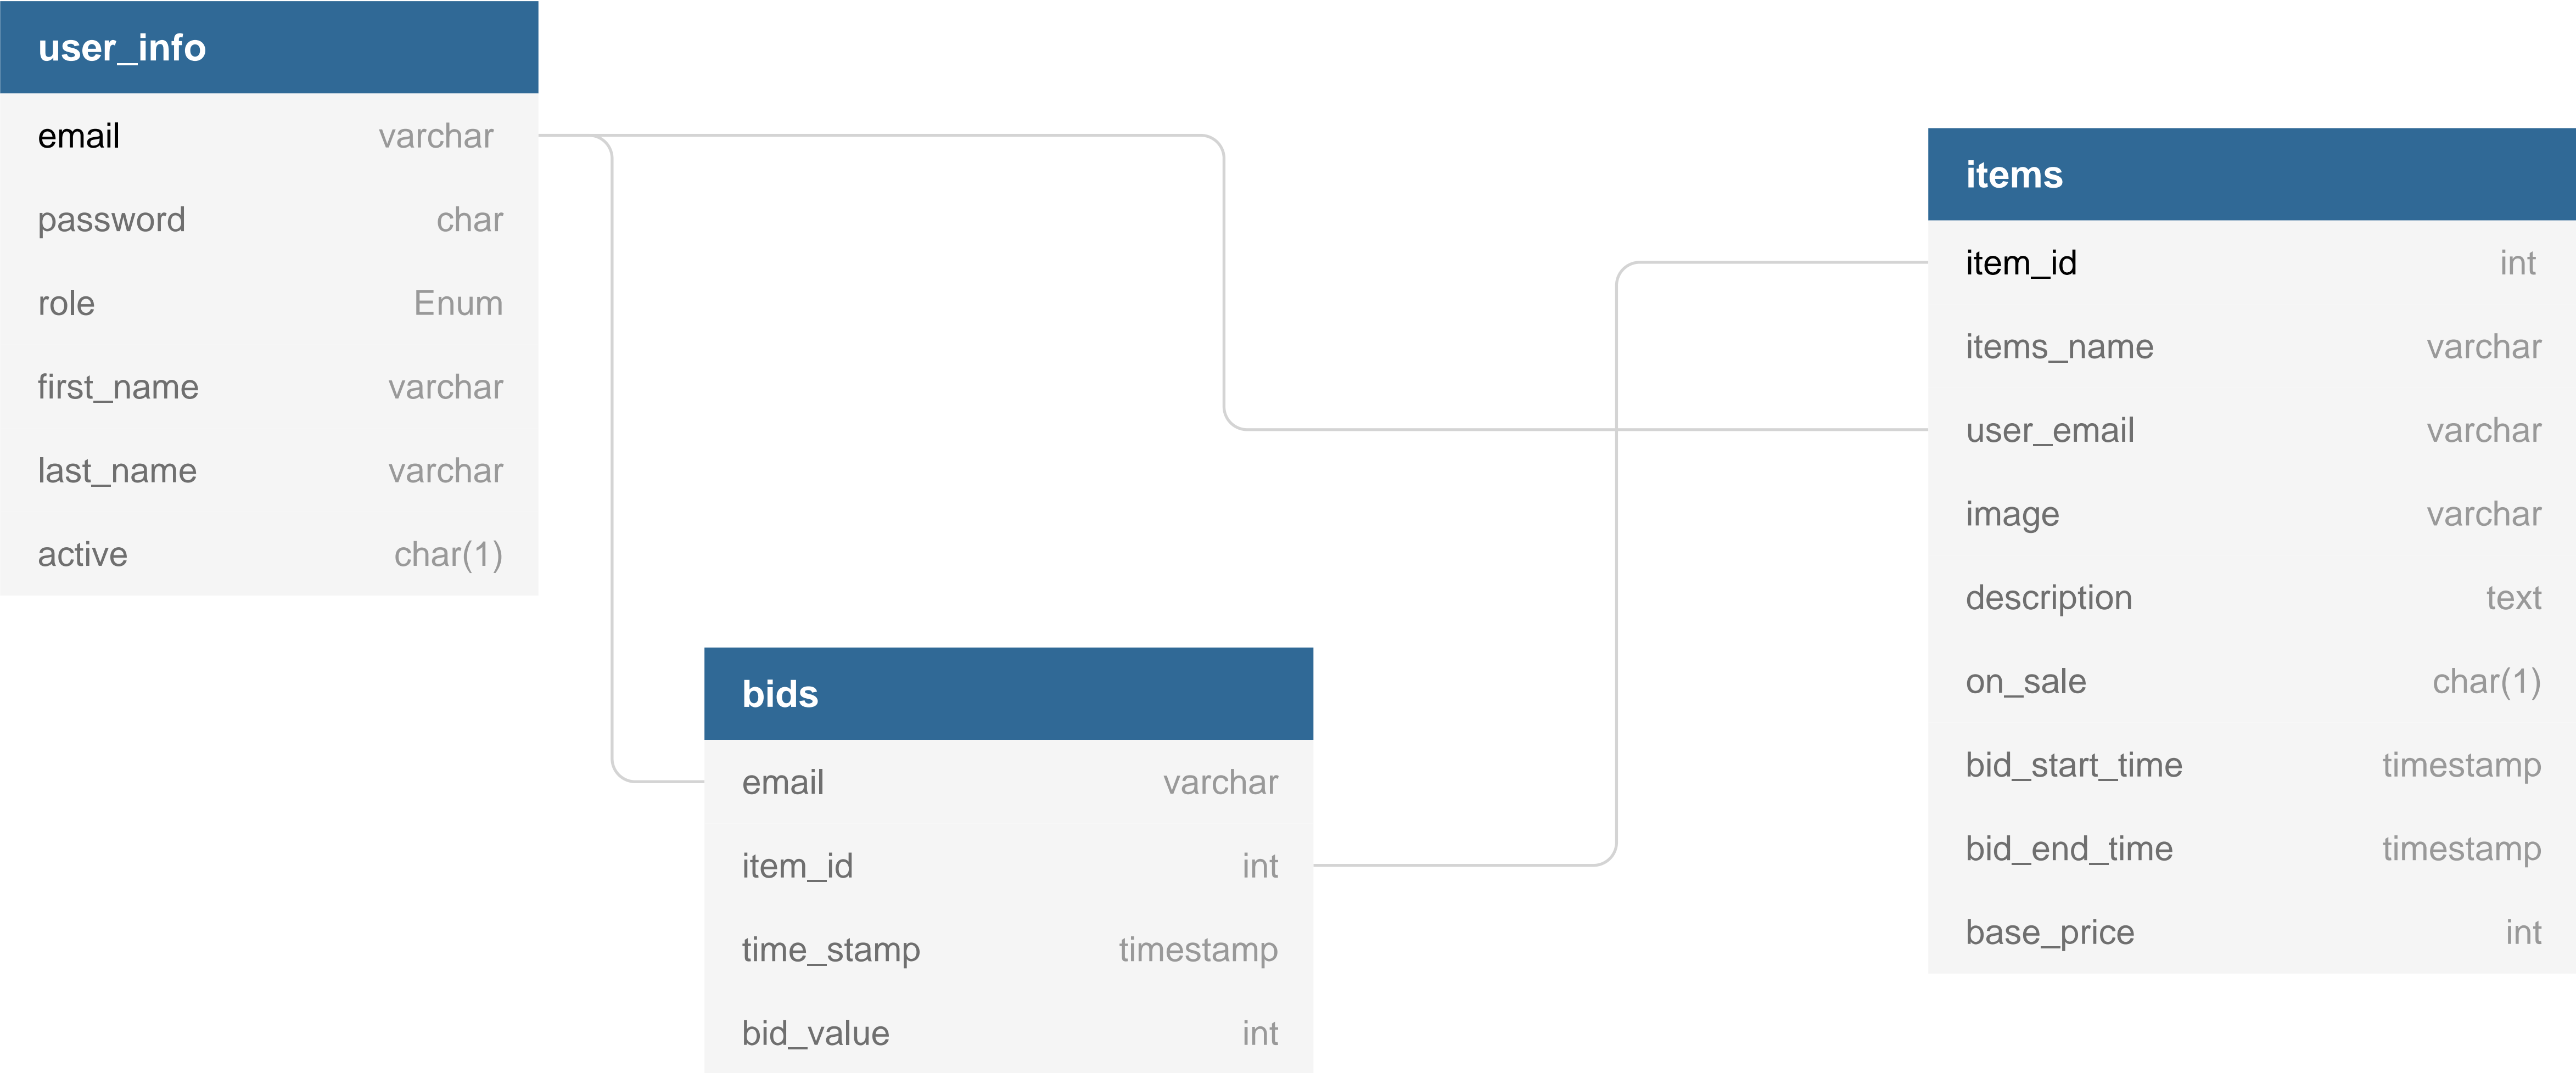 user_info
email varchar
password char
role Enum
first_name varchar
last_name varchar
active char(1)
bids
email varchar
item_id int
time_stamp timestamp
bid_value int
items
item_id int
items_name varchar
user_email varchar
image varchar
description text
on_sale char(1)
bid_start_time timestamp
bid_end_time timestamp
base_price int